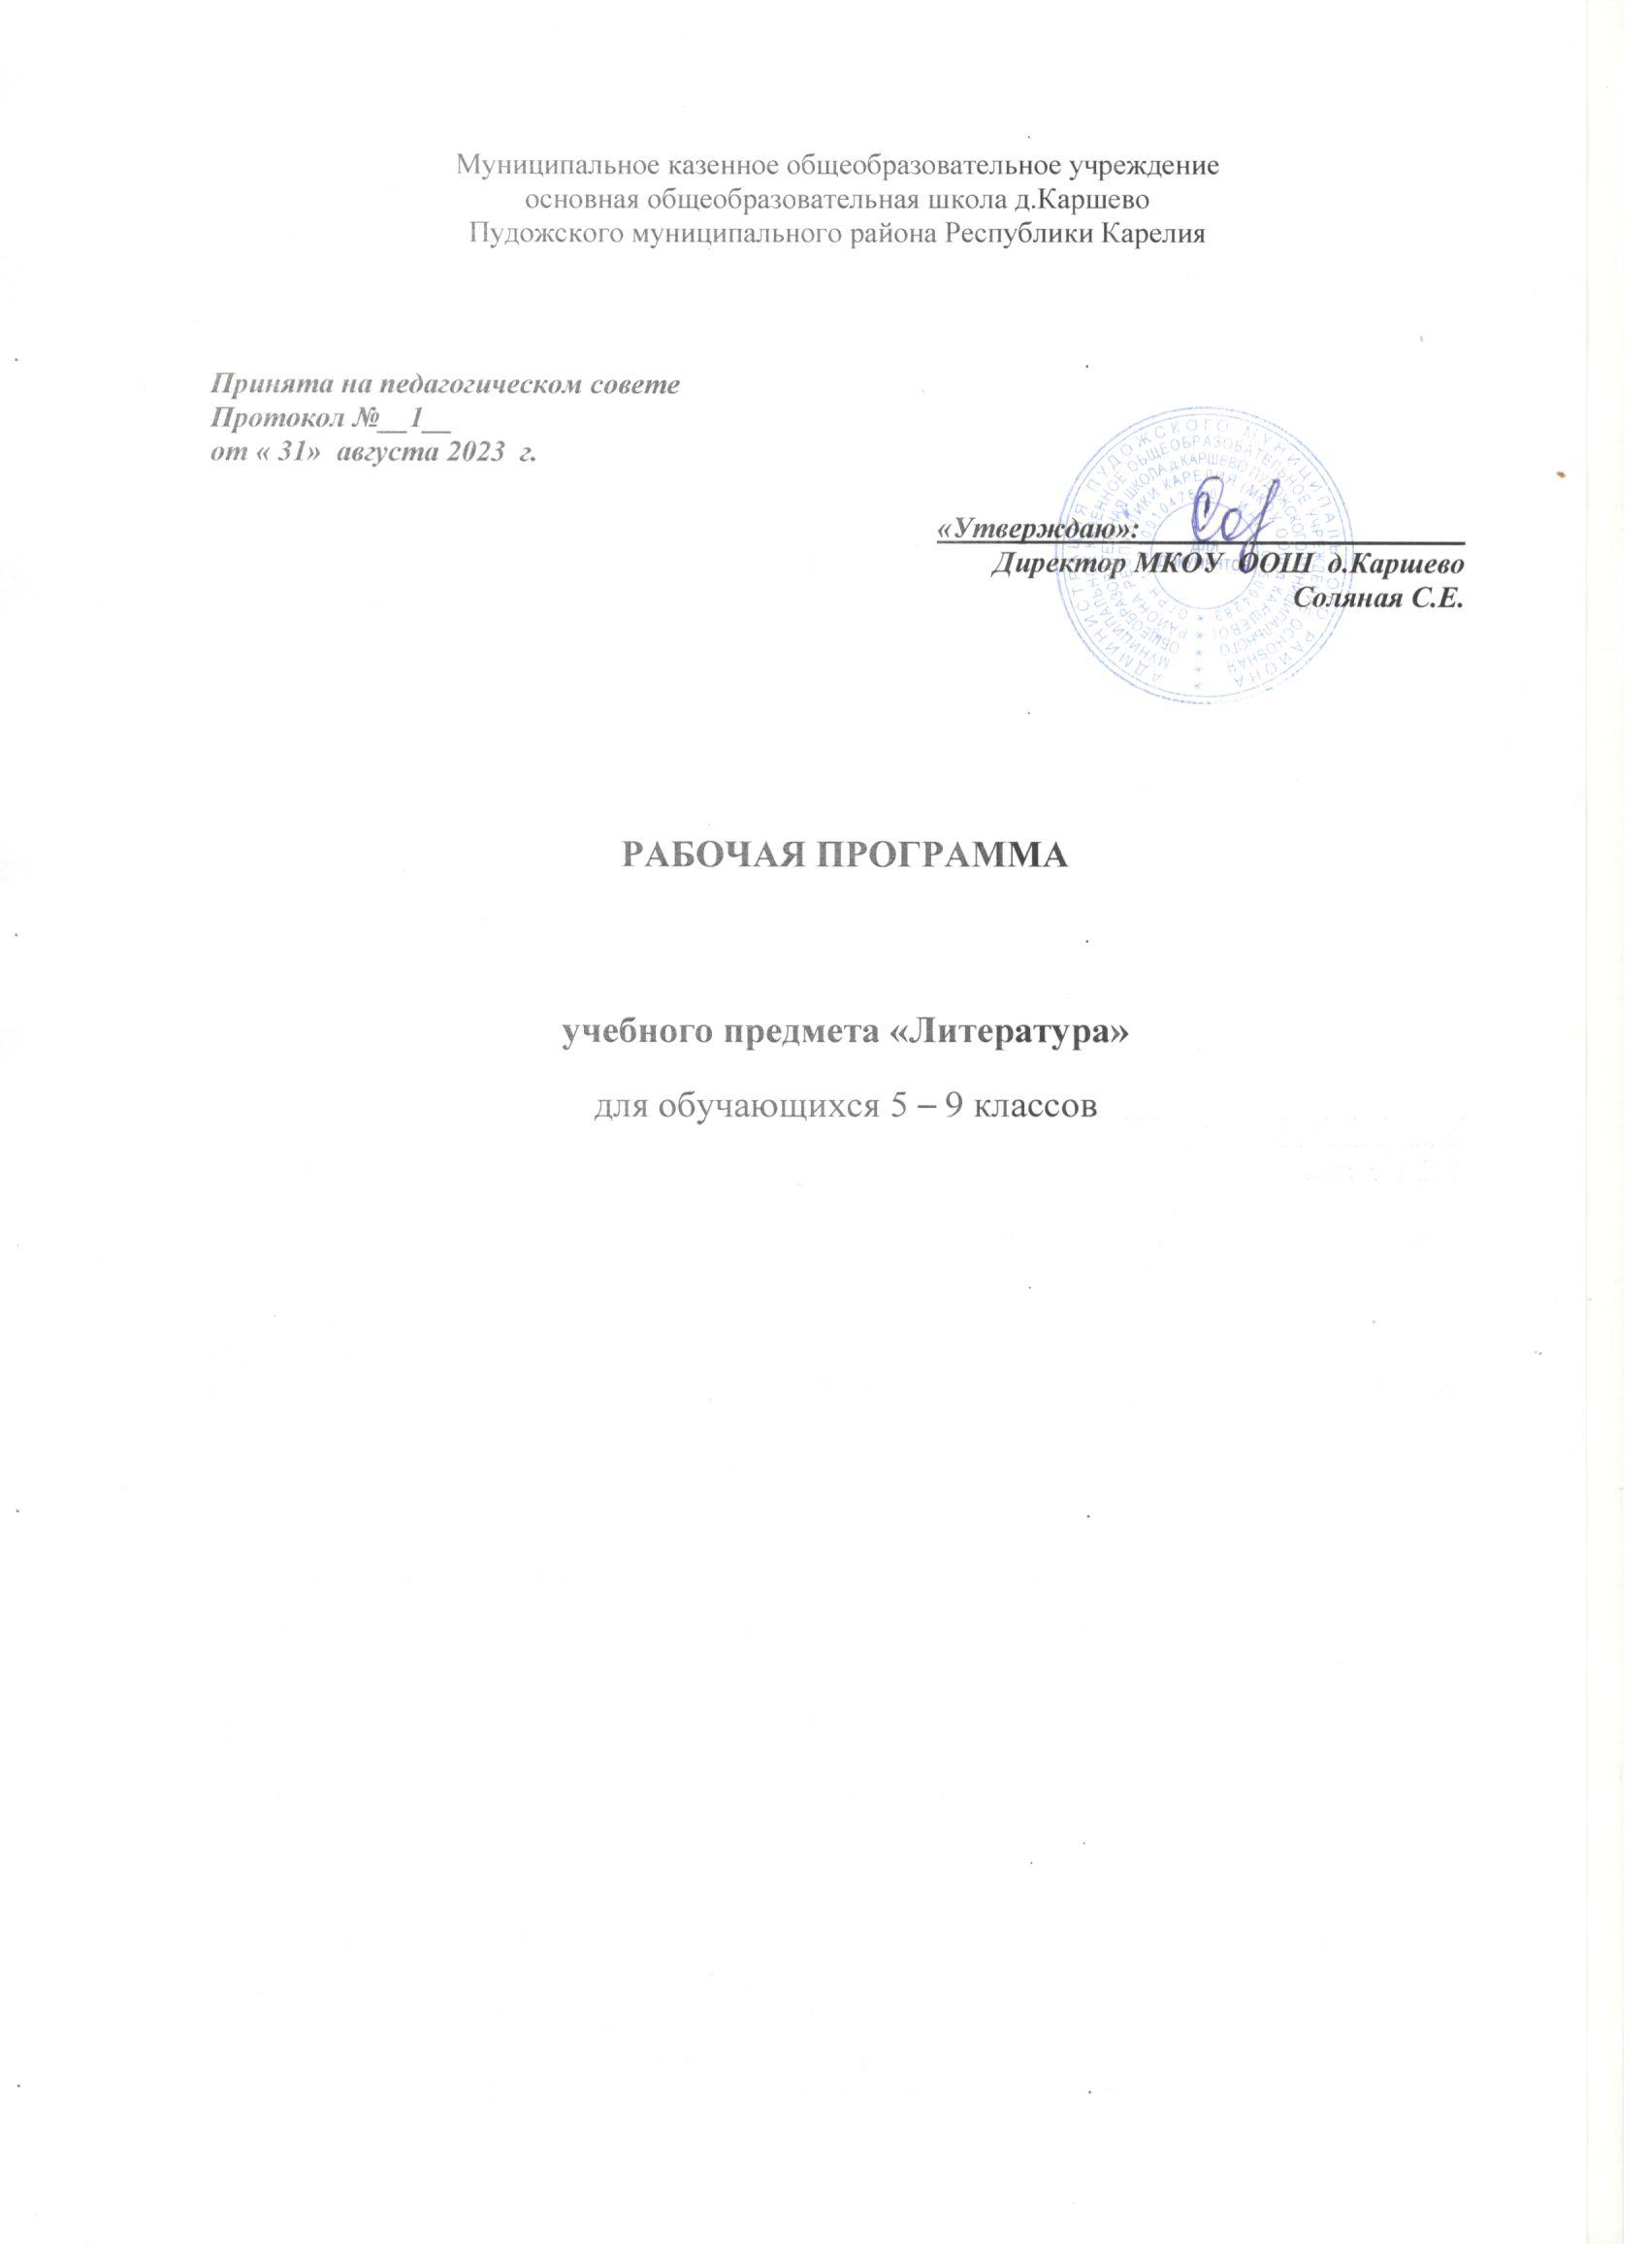 Муниципальное казенное общеобразовательное учреждение
основная общеобразовательная школа д.Каршево
Пудожского муниципального района Республики Карелия
Принята на педагогическом совете
Протокол №__1__
от « 31»  августа 2023  г.
«Утверждаю»:
Директор МКОУ  ООШ  д.Каршево
Соляная С.Е.
РАБОЧАЯ ПРОГРАММА
учебного предмета «Литература»
для обучающихся 5 – 9 классов